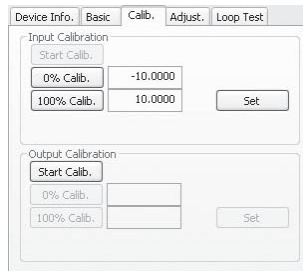 Device Info. Basic Calib. Adjust. Loop Test
Input Calibration
Start Calib.
0% Calib. -10.0000
100% Calib. 10.0000 Set
Output Calibration
Start Calib.
0% Calib.
100% Calib. Set